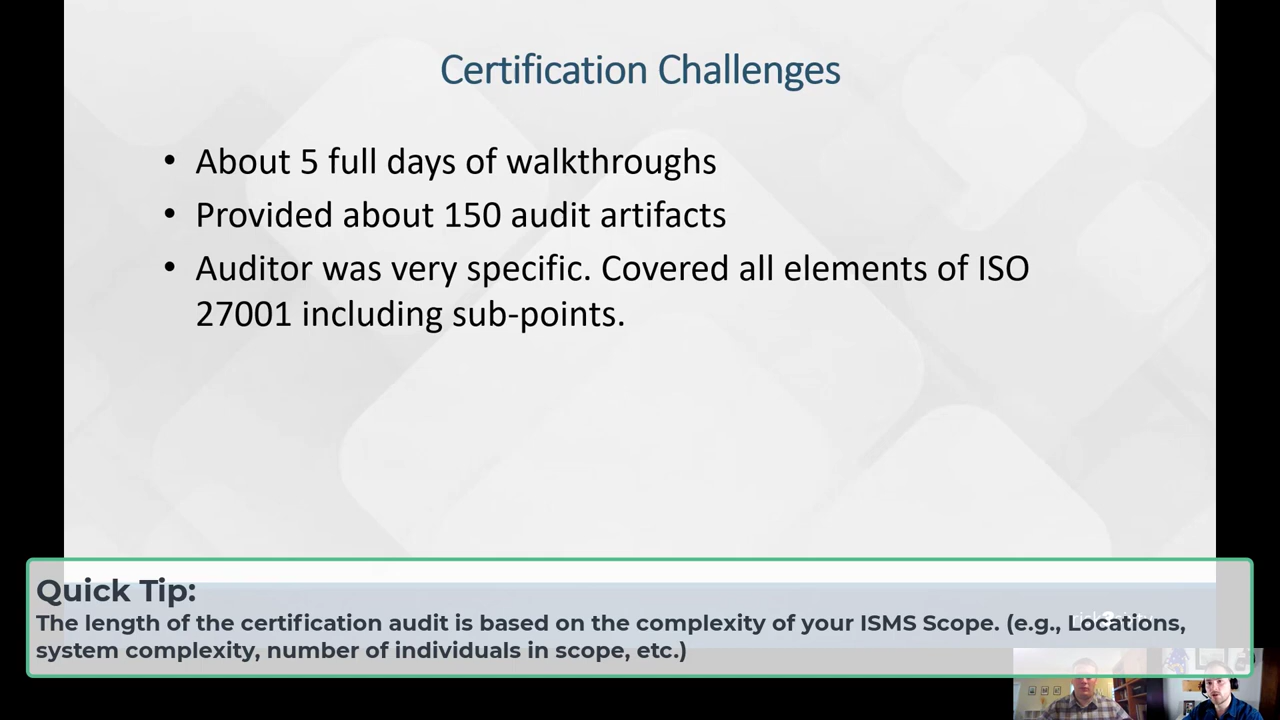 Certification Challenges
• About 5 full days of walkthroughs
• Provided about 150 audit artifacts
• Auditor was very specific. Covered all elements of ISO
27001 including sub-points.
Quick Tip:
The length of the certification audit is based on the complexity of your ISMS Scope. (e.g., Locations,
system complexity, number of individuals in scope, etc.)